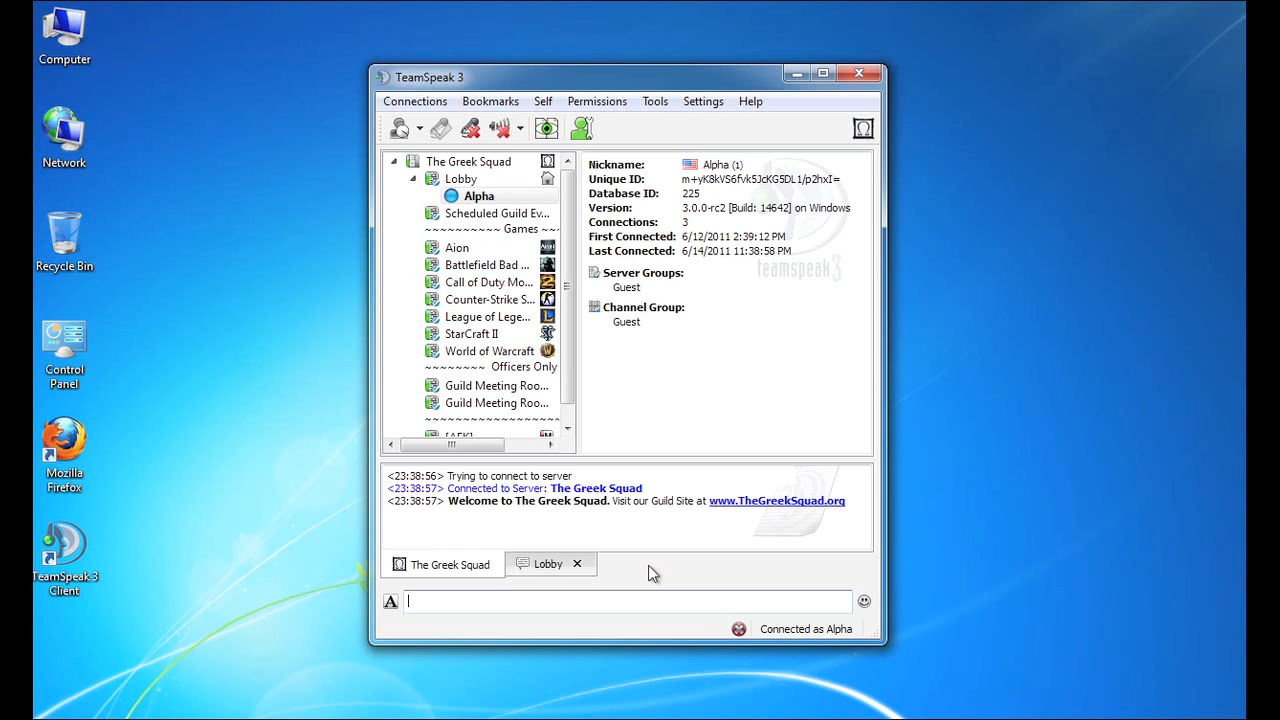 Computer
Network
Recycle Bin
Control
Panel
Mozilla
Firefox
TeamSpeak 3
Client
TeamSpeak 3
Connections Bookmarks Self Permissions Tools Settings Help
The Greek Squad
Lobby
Alpha
Scheduled Guild Ev...
~~~~~~~~~~ Games ~~~
Aion
Battlefield Bad ...
Call of Duty Mo...
Counter-Strike S...
League of Lege...
StarCraft II
World of Warcraft
~~~~~~~~ Officers Only
Guild Meeting Roo...
Guild Meeting Roo...
[AFK]
Nickname: Alpha (1)
Unique ID: m+yK8kVS6fvk5JcKG5DL1/p2hxI=
Database ID: 225
Version: 3.0.0-rc2 [Build: 14642] on Windows
Connections: 3
First Connected: 6/12/2011 2:39:12 PM
Last Connected: 6/14/2011 11:38:58 PM
teamspeak3
Server Groups:
Guest
Channel Group:
Guest
<23:38:56> Trying to connect to server
<23:38:57> Connected to Server: The Greek Squad
<23:38:57> Welcome to The Greek Squad. Visit our Guild Site at www.TheGreekSquad.org
The Greek Squad
Lobby
Connected as Alpha